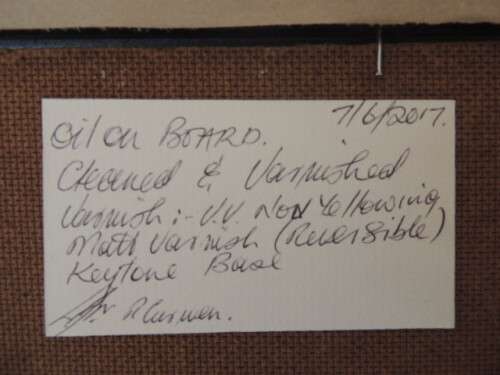 7/6/2017.
Oil on BOARD.
Cleaned & Varnished
Varnish:- U.V. Non Yellowing
Matt Varnish (Reversible)
Keytone Base